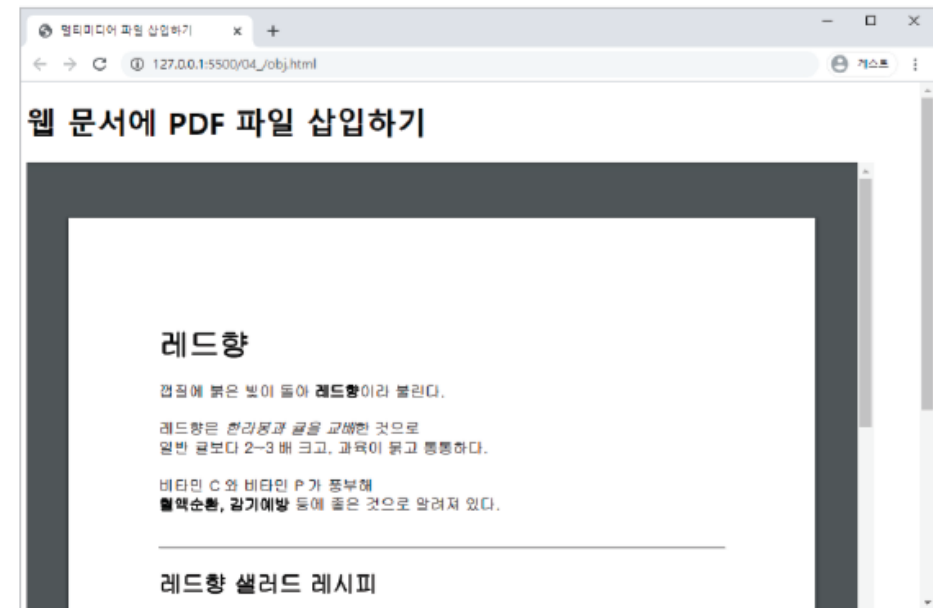 멀티미디어 파일 삽입하기
127.0.0.1:5500/04_/obj.html
게스트
웹 문서에 PDF 파일 삽입하기
레드향
껍질에 붉은 빛이 돌아 레드향이라 불린다.
레드향은 한라봉과 귤을 교배한 것으로
일반 귤보다 2~3 배 크고, 과육이 붉고 통통하다.
비타민 C 와 비타민 P 가 풍부해
혈액순환, 감기예방 등에 좋은 것으로 알려져 있다.
레드향 샐러드 레시피